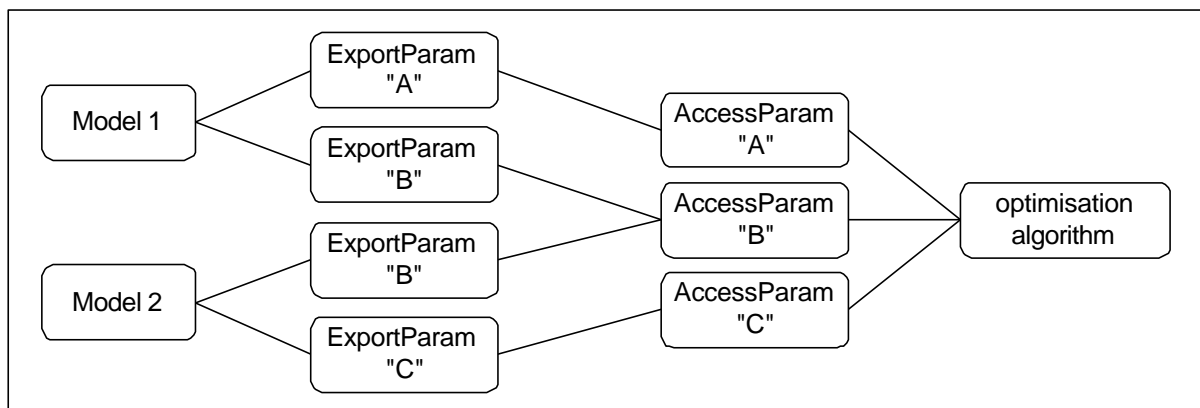 Model 1
Model 2
ExportParam
"A"
ExportParam
"B"
ExportParam
"B"
ExportParam
"C"
AccessParam
"A"
AccessParam
"B"
AccessParam
"C"
optimisation
algorithm